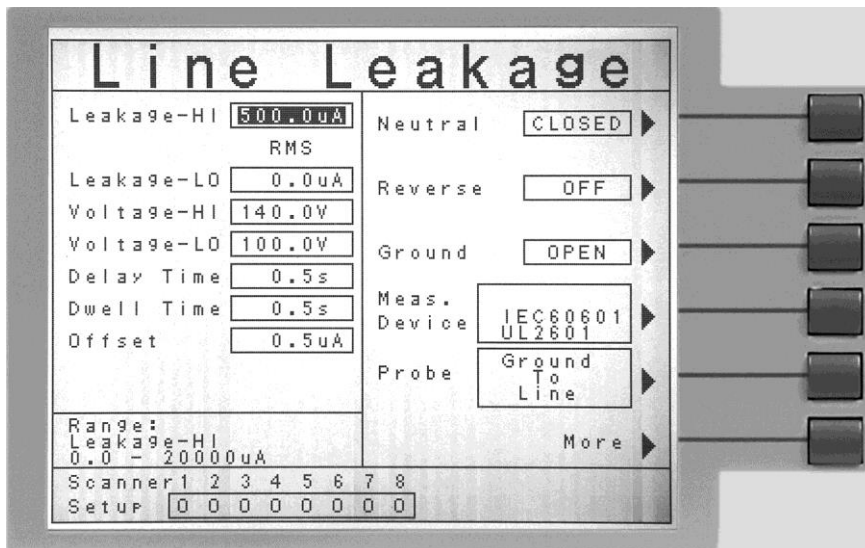 Line Leakage
Leakage-HI 500.0uA
RMS
Leakage-LO 0.0uA
Voltage-HI 140.0V
Voltage-LO 100.0V
Delay Time 0.5s
Dwell Time 0.5s
Offset 0.5uA
Neutral CLOSED
Reverse OFF
Ground OPEN
Meas.
Device IEC60601
UL2601
Probe Ground
To
Line
More
Range:
Leakage-HI
0.0 - 20000uA
Scanner 1 2 3 4 5 6 7 8
Setup 0 0 0 0 0 0 0 0